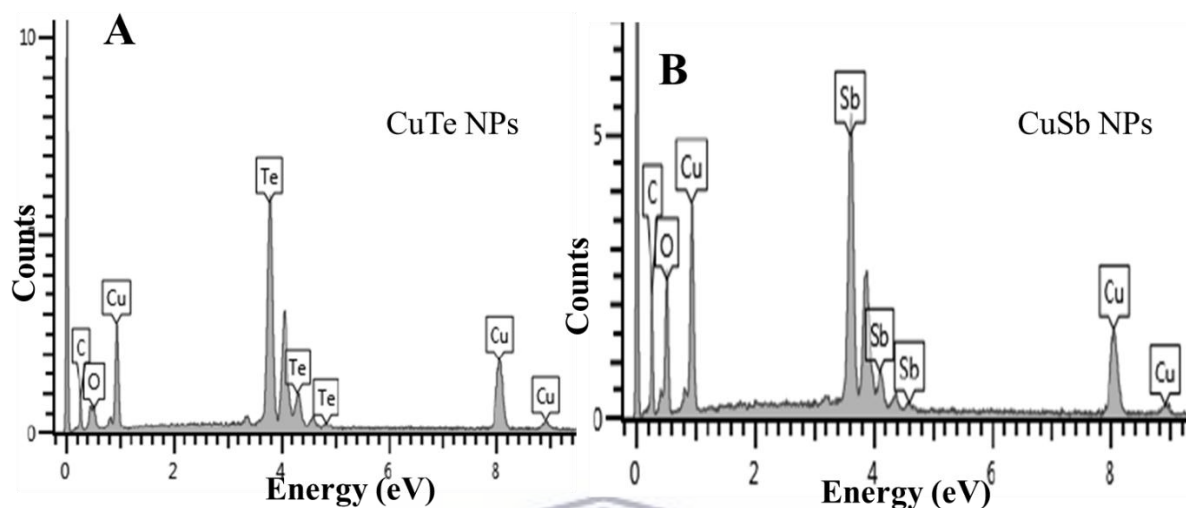 A
10
CuTe NPs
Te
Cu
Cu
C
O
Te
Te
Cu
0
0 2 4 6 8
Counts
Energy (eV)
B
Sb
CuSb NPs
5
Cu
C
O
Cu
Sb
Sb
Cu
0
0 2 4 6 8
Counts
Energy (eV)